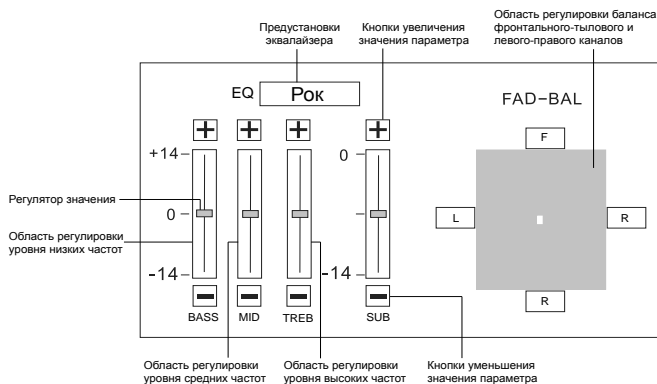 Предустановки
эквалайзера
Кнопки увеличения
значения параметра
Область регулировки баланса
фронтального-тылового и
левого-правого каналов
EQ
Рок
FAD-BAL
+14
0
-14
0
-14
F
L
R
R
Регулятор значения
Область регулировки
уровня низких частот
BASS
MID
TREB
SUB
Область регулировки
уровня средних частот
Область регулировки
уровня высоких частот
Кнопки уменьшения
значения параметра